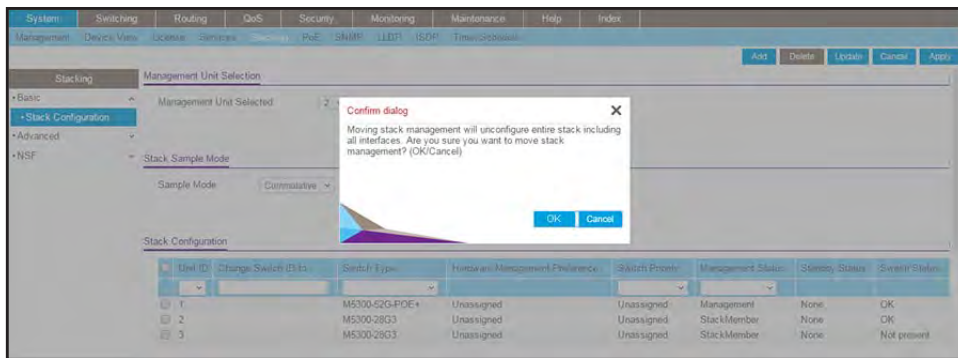 System Switching Routing QoS Security Monitoring Maintenance Help Index
Management Device View License Services Stacking PoE SNMP LLDP ISDP
Add Delete Update Cancel Apply
Stacking
Management Unit Selection
Basic
Management Unit Selected 2
Stack Configuration
Advanced
NSF
Stack Sample Mode
Sample Mode Cummulative
Confirm dialog
Moving stack management will unconfigure entire stack including
all interfaces. Are you sure you want to move stack
management? (OK/Cancel)
OK Cancel
Stack Configuration
Unit ID Change Switch ID to Switch Type Hardware Management Preference Switch Priority Management Status Standby Status Switch Status
1 M5300-52G-POE+ Unassigned Unassigned Management None OK
2 M5300-28G3 Unassigned Unassigned StackMember None OK
3 M5300-28G3 Unassigned Unassigned StackMember None Not present